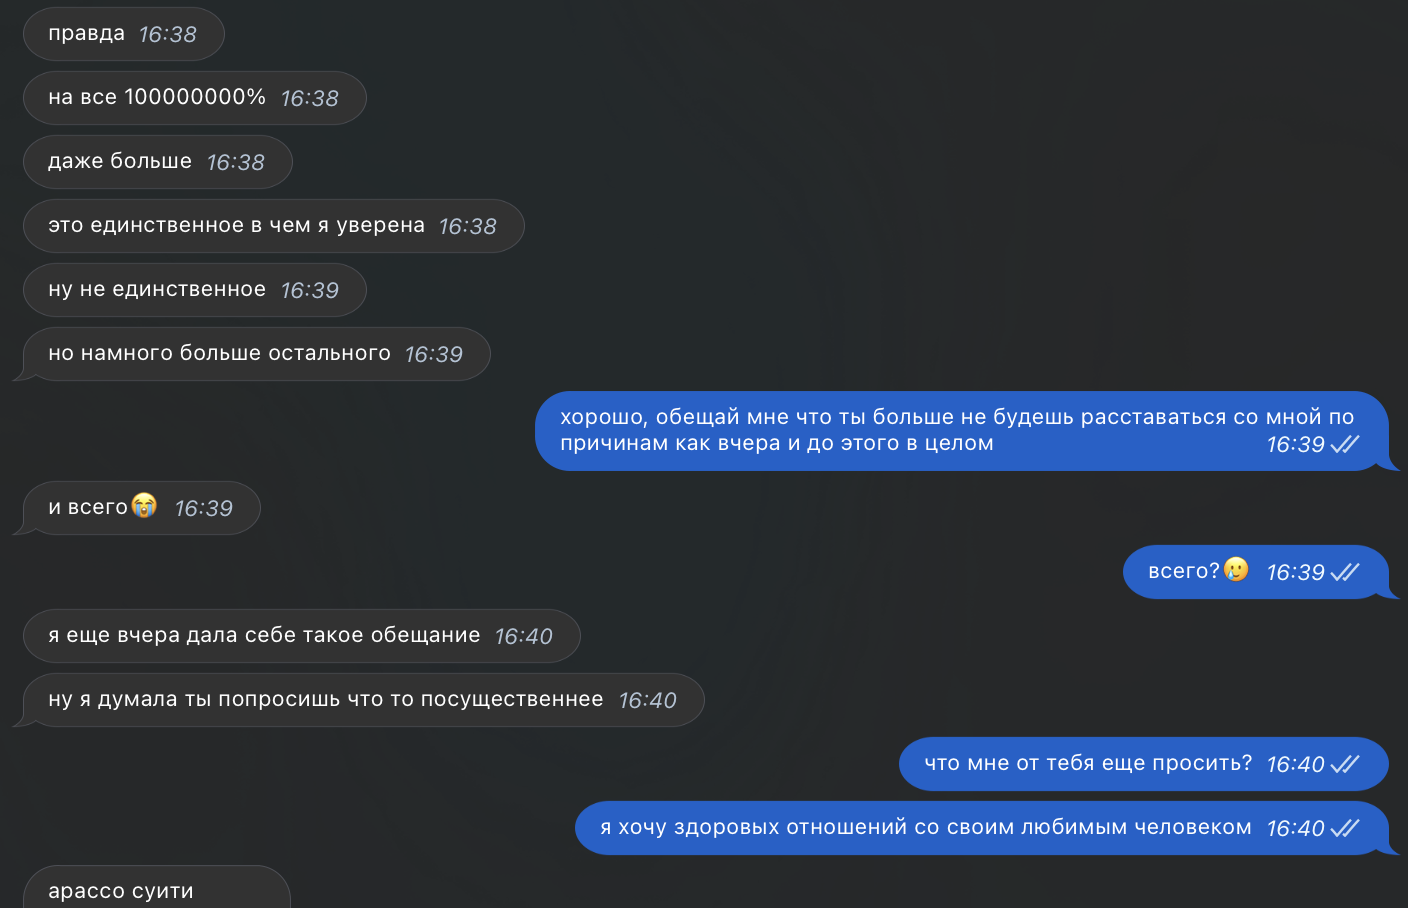 правда 16:38
на все 100000000% 16:38
даже больше 16:38
это единственное в чем я уверена 16:38
ну не единственное 16:39
но намного больше остального 16:39
хорошо, обещай мне что ты больше не будешь расставаться со мной по
причинам как вчера и до этого в целом 16:39
и всего😭 16:39
всего?🥲 16:39
я еще вчера дала себе такое обещание 16:40
ну я думала ты попросишь что то посущественнее 16:40
что мне от тебя еще просить? 16:40
я хочу здоровых отношений со своим любимым человеком 16:40
арассо суити